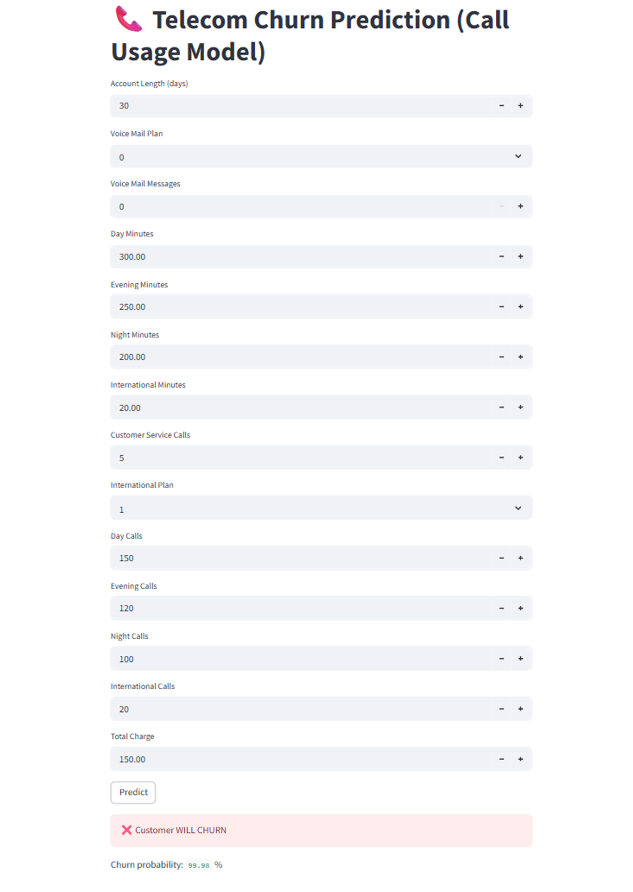 📞 Telecom Churn Prediction (Call
Usage Model)
Account Length (days)
30
Voice Mail Plan
0
Voice Mail Messages
0
Day Minutes
300.00
Evening Minutes
250.00
Night Minutes
200.00
International Minutes
20.00
Customer Service Calls
5
International Plan
1
Day Calls
150
Evening Calls
120
Night Calls
100
International Calls
20
Total Charge
150.00
Predict
❌ Customer WILL CHURN
Churn probability: 99.98 %